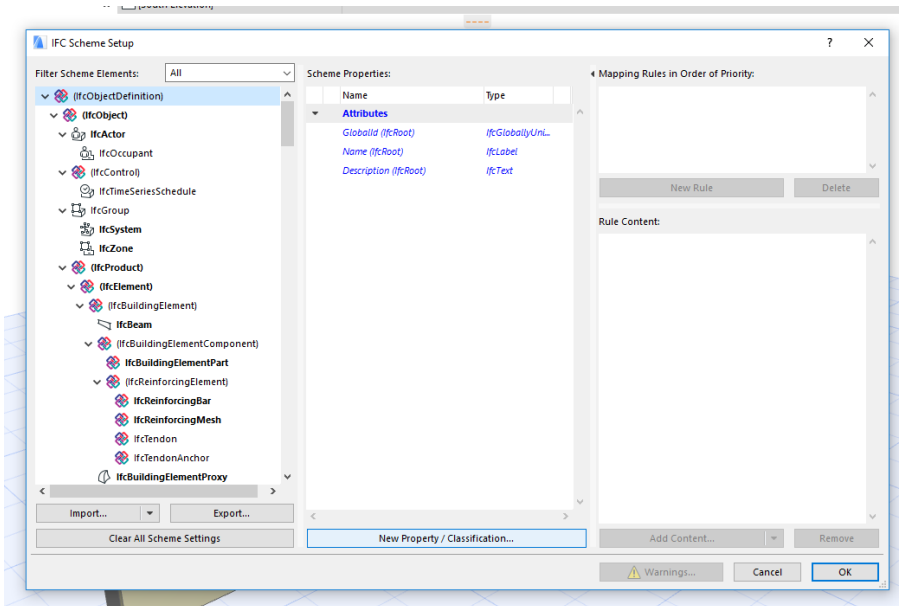 [South Elevation]
IFC Scheme Setup
? ×
Filter Scheme Elements:
All
(IfcObjectDefinition)
(IfcObject)
IfcActor
IfcOccupant
(IfcControl)
IfcTimeSeriesSchedule
IfcGroup
IfcSystem
IfcZone
(IfcProduct)
(IfcElement)
(IfcBuildingElement)
IfcBeam
(IfcBuildingElementComponent)
IfcBuildingElementPart
(IfcReinforcingElement)
IfcReinforcingBar
IfcReinforcingMesh
IfcTendon
IfcTendonAnchor
IfcBuildingElementProxy
Import...
Export...
Clear All Scheme Settings
Scheme Properties:
Name Type
Attributes
GlobalId (IfcRoot) IfcGloballyUni...
Name (IfcRoot) IfcLabel
Description (IfcRoot) IfcText
New Property / Classification...
Mapping Rules in Order of Priority:
New Rule
Delete
Rule Content:
Add Content...
Remove
Warnings...
Cancel
OK